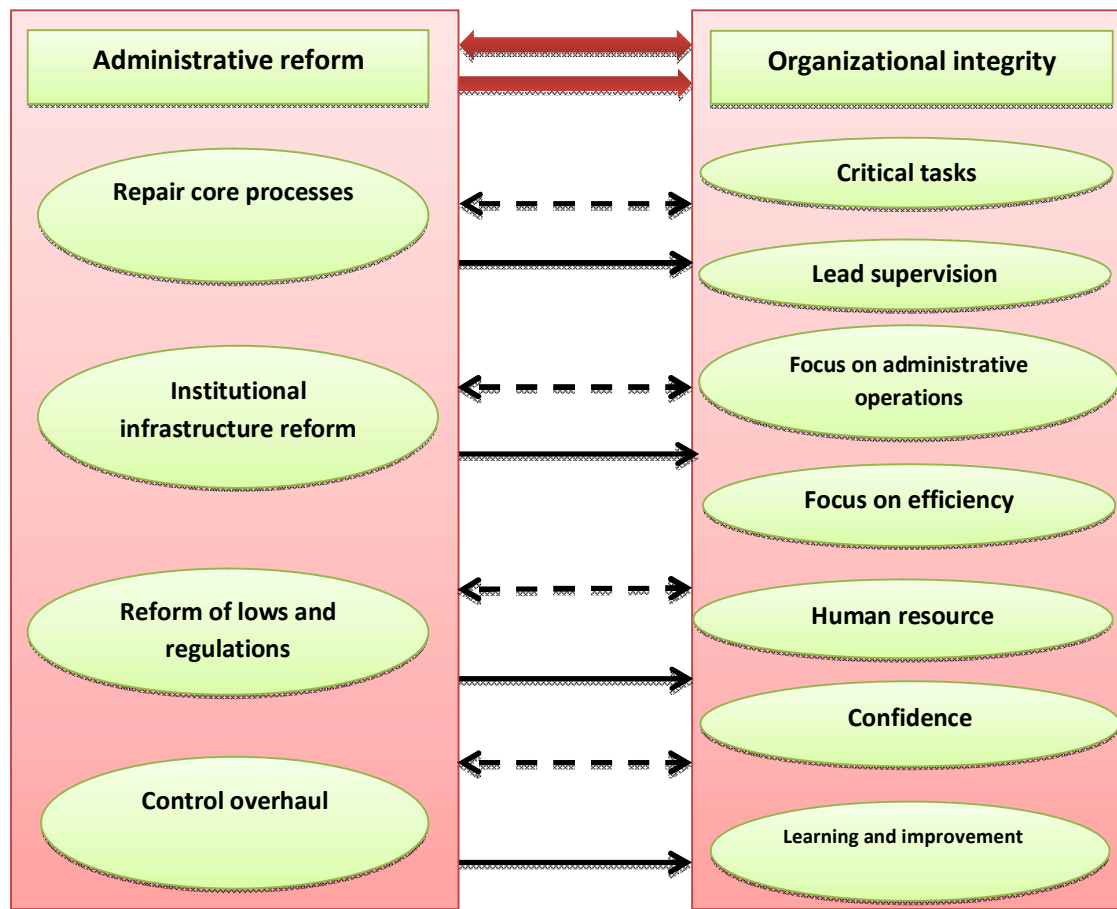 Administrative reform
Repair core processes
Institutional
infrastructure reform
Reform of lows and
regulations
Control overhaul
Organizational integrity
Critical tasks
Lead supervision
Focus on administrative
operations
Focus on efficiency
Human resource
Confidence
Learning and improvement